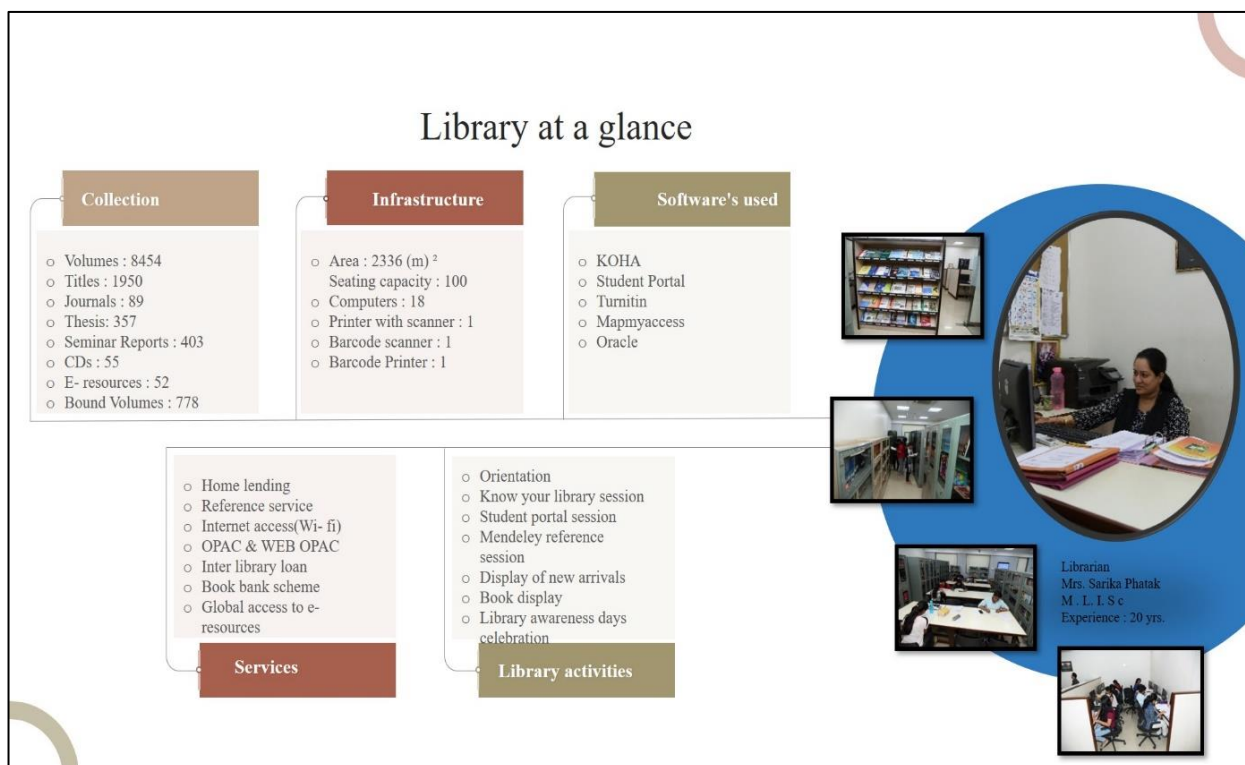 Library at a glance
Collection
Volumes : 8454
Titles : 1950
Journals : 89
Thesis: 357
Seminar Reports : 403
CDs : 55
E- resources : 52
Bound Volumes : 778
Infrastructure
Area : 2336 (m) ²
Seating capacity : 100
Computers : 18
Printer with scanner : 1
Barcode scanner : 1
Barcode Printer : 1
Software's used
KOHA
Student Portal
Turnitin
Mapmyaccess
Oracle
Home lending
Reference service
Internet access(Wi- fi)
OPAC & WEB OPAC
Inter library loan
Book bank scheme
Global access to e-
resources
Services
Orientation
Know your library session
Student portal session
Mendeley reference
session
Display of new arrivals
Book display
Library awareness days
celebration
Library activities
Librarian
Mrs. Sarika Phatak
M . L. I. S c
Experience : 20 yrs.